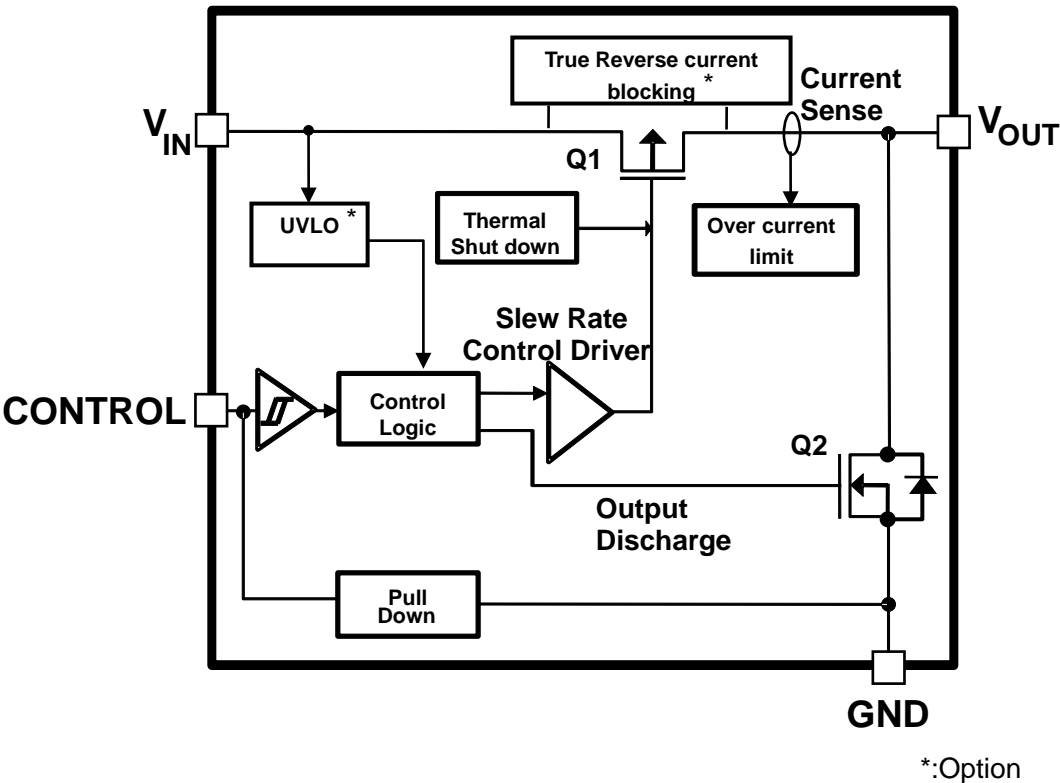 True Reverse current
blocking *
Current
Sense
VIN
VOUT
Q1
UVLO *
Thermal
Shut down
Over current
limit
Slew Rate
Control Driver
CONTROL
Control
Logic
Q2
Output
Discharge
Pull
Down
GND
*:Option